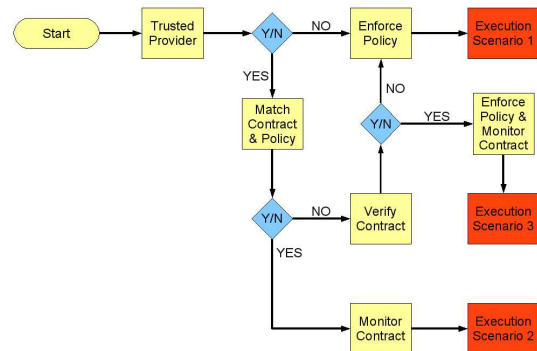 Start
Trusted
Provider
Y/N
NO
Enforce
Policy
Execution
Scenario 1
YES
NO
Match
Contract
& Policy
Y/N
YES
Enforce
Policy &
Monitor
Contract
Y/N
NO
Verify
Contract
Execution
Scenario 3
YES
Monitor
Contract
Execution
Scenario 2